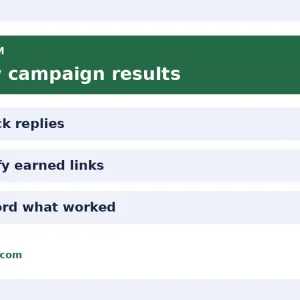 M
campaign results
ck replies
fy earned links
ord what worked
.com